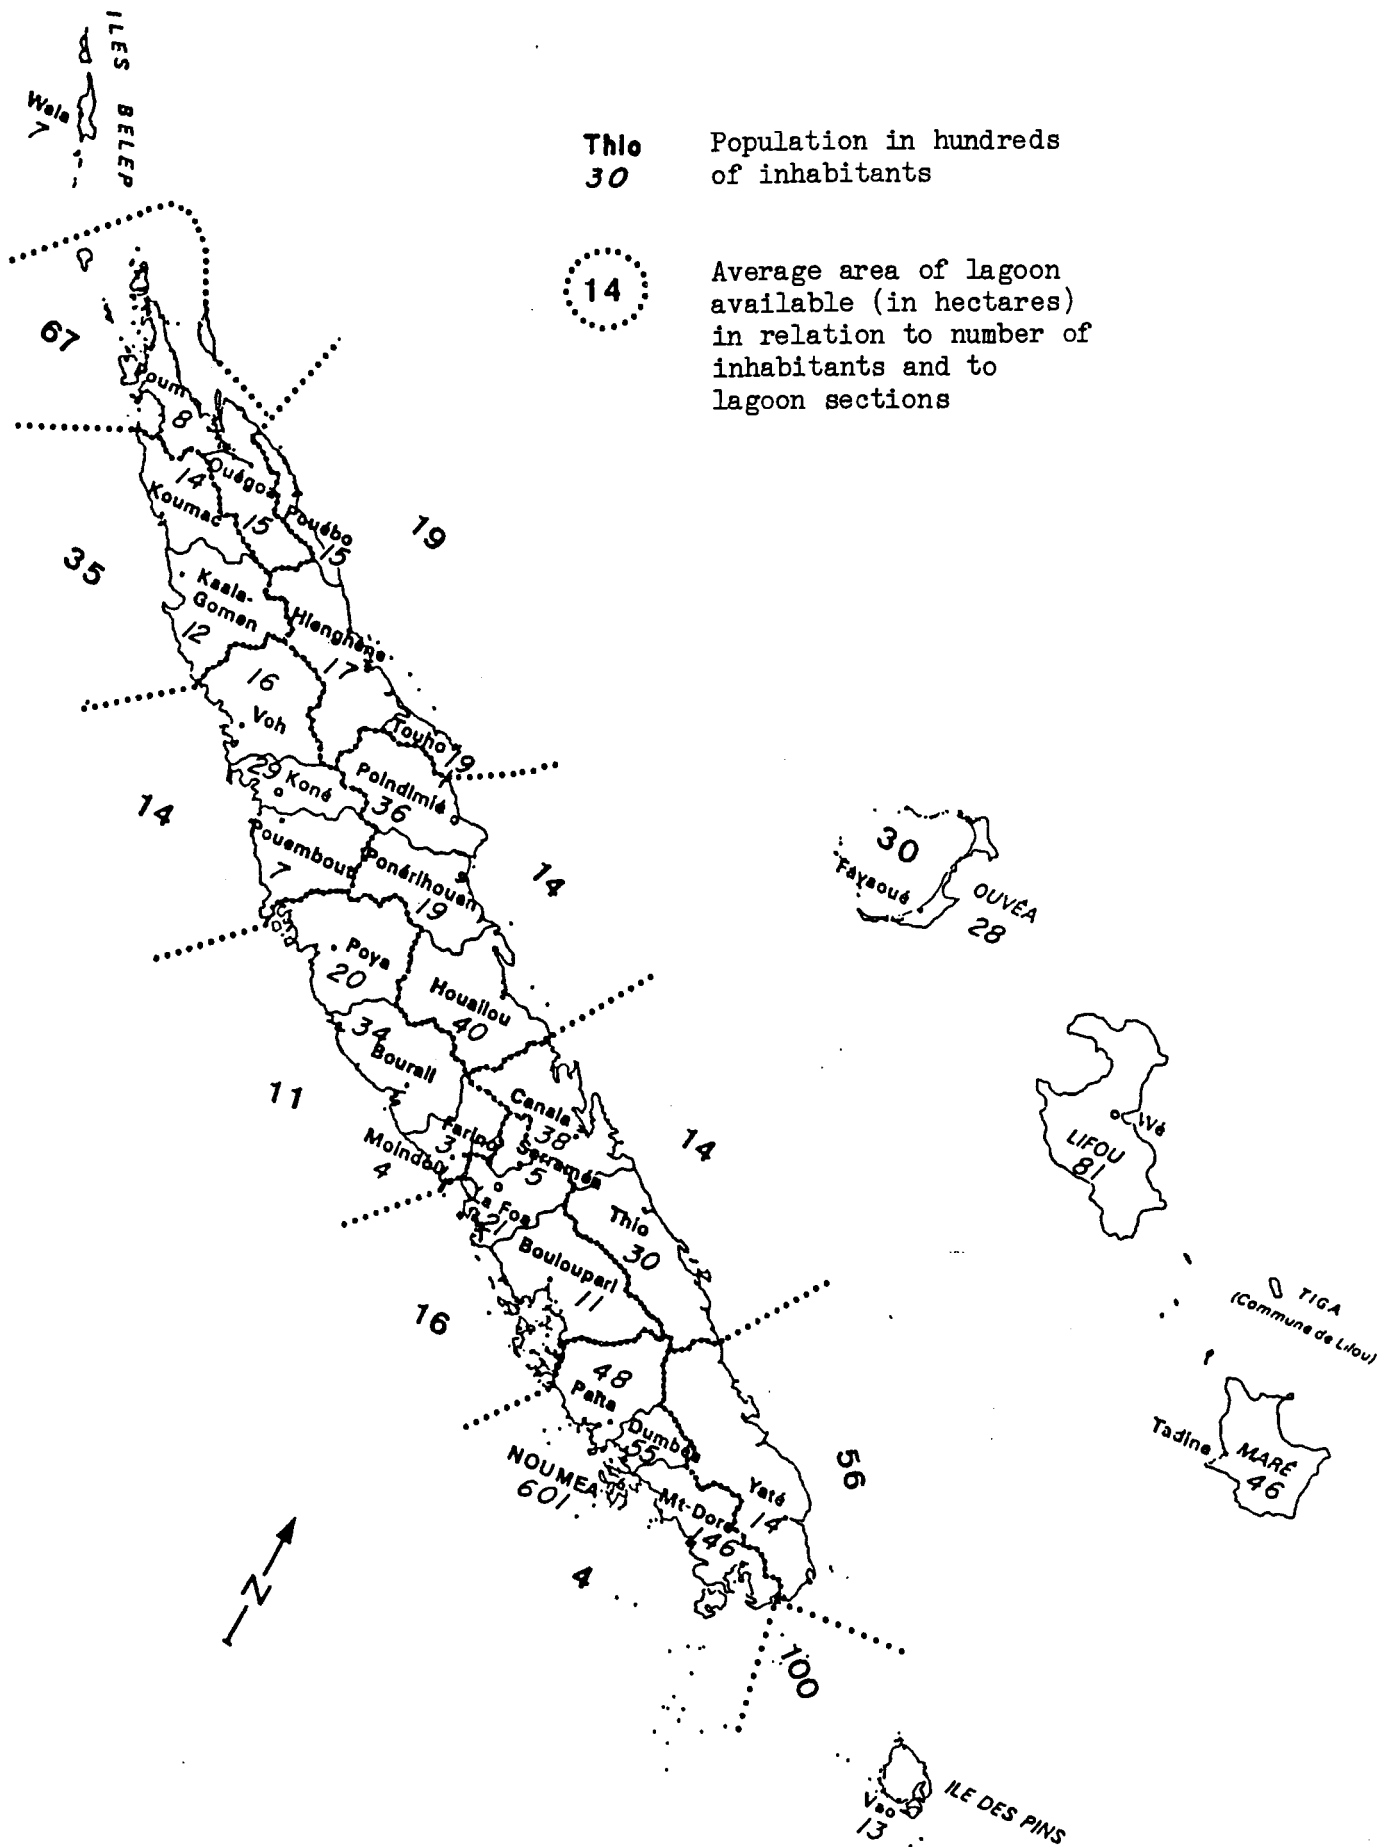 ILES BELEP
Wala
7
Thio
30
Population in hundreds
of inhabitants
14
Average area of lagoon
available (in hectares)
in relation to number of
inhabitants and to
lagoon sections
67
Poum
8
14
Koumac
Ouégoa
15
Pouébo
15
19
35
Kaala-
Gomen
12
Hienghène
17
16
Voh
Touho 19
29 Koné
Poindimié
36
14
Pouembout
7
Ponérihouen
19
14
30
Fayaoué
OUVÉA
28
Poya
20
Houaïlou
40
34
Bourail
11
Canala
38
Farino
3
Sarraméa
5
Moindou
4
14
Wé
LIFOU
81
La Foa
21
Thio
30
Bouloupari
11
16
TIGA
(Commune de Lifou)
48
Païta
Dumbéa
55
NOUMEA
601
56
Tadine
MARÉ
46
Yaté
14
Mt-Dore
146
N
4
100
ILE DES PINS
Vao
13